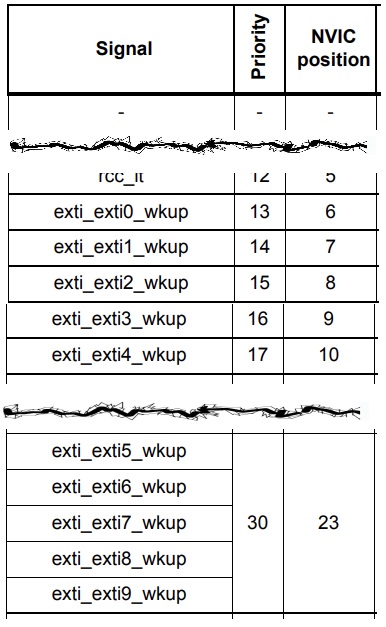 Signal Priority NVIC position
- - -
rcc_it 12 5
exti_exti0_wkup 13 6
exti_exti1_wkup 14 7
exti_exti2_wkup 15 8
exti_exti3_wkup 16 9
exti_exti4_wkup 17 10
exti_exti5_wkup
exti_exti6_wkup
exti_exti7_wkup 30 23
exti_exti8_wkup
exti_exti9_wkup